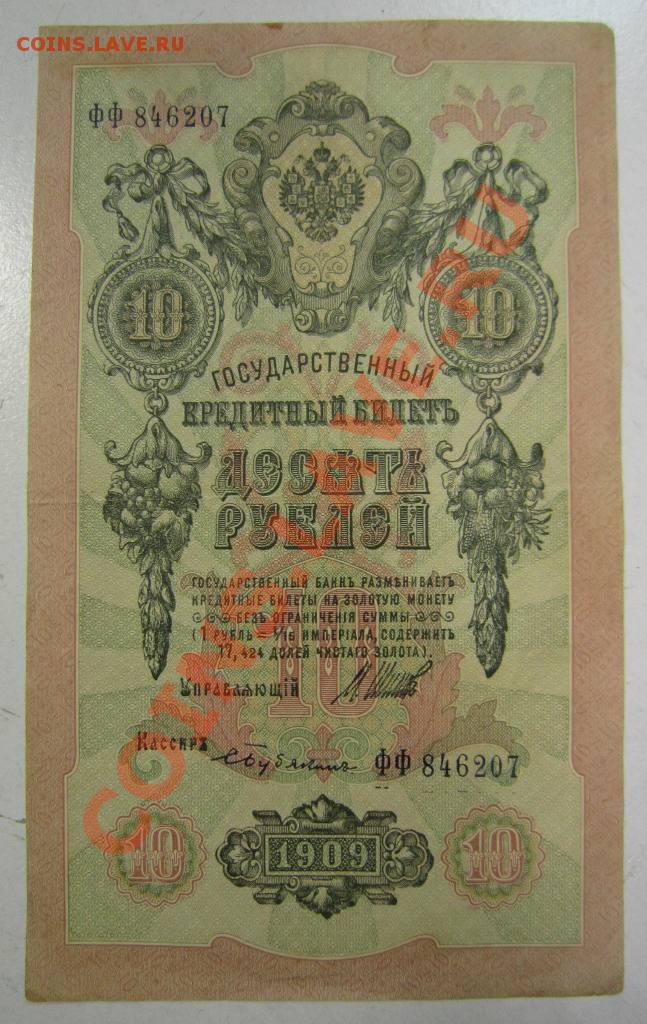 COINS.LAVE.RU
ФФ 846207
10 10
ГОСУДАРСТВЕННЫЙ
КРЕДИТНЫЙ БИЛЕТЪ
ДЕСЯТЬ
РУБЛЕЙ
ГОСУДАРСТВЕННЫЙ БАНКЪ РАЗМѢНИВАЕТЪ
КРЕДИТНЫЕ БИЛЕТЫ НА ЗОЛОТУЮ МОНЕТУ
БЕЗЪ ОГРАНИЧЕНІЯ СУММЫ
(1 РУБЛЬ = 1/15 ИМПЕРІАЛА, СОДЕРЖИТЪ
17,424 ДОЛЕЙ ЧИСТАГО ЗОЛОТА).
10
УПРАВЛЯЮЩІЙ
КАССИРЪ
ФФ 846207
10 1909 10
COINS.LAVE.RU